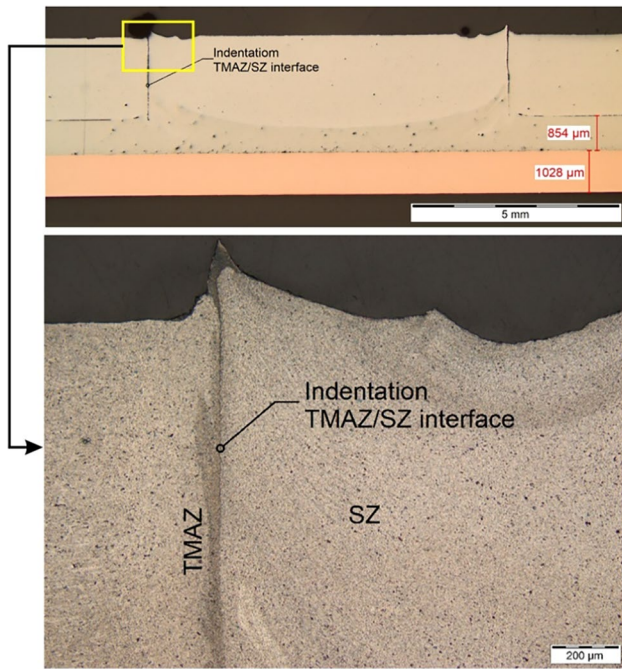 Indentatiom
TMAZ/SZ interface
854 µm
1028 µm
5 mm
Indentation
TMAZ/SZ interface
TMAZ
SZ
200 µm